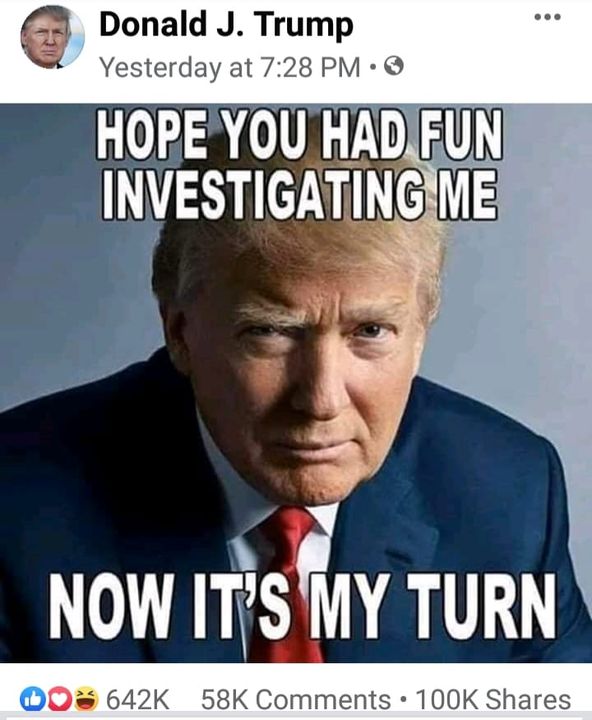 Donald J. Trump
Yesterday at 7:28 PM •
HOPE YOU HAD FUN
INVESTIGATING ME
NOW IT'S MY TURN
642K 58K Comments • 100K Shares